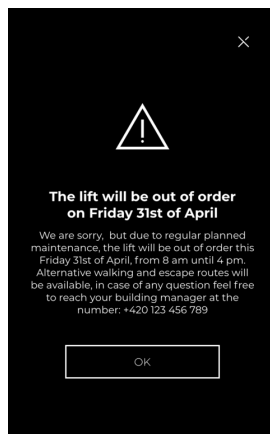 The lift will be out of order
on Friday 31st of April
We are sorry, but due to regular planned
maintenance, the lift will be out of order this
Friday 31st of April, from 8 am until 4 pm.
Alternative walking and escape routes will
be available, in case of any question feel free
to reach your building manager at the
number: +420 123 456 789
OK